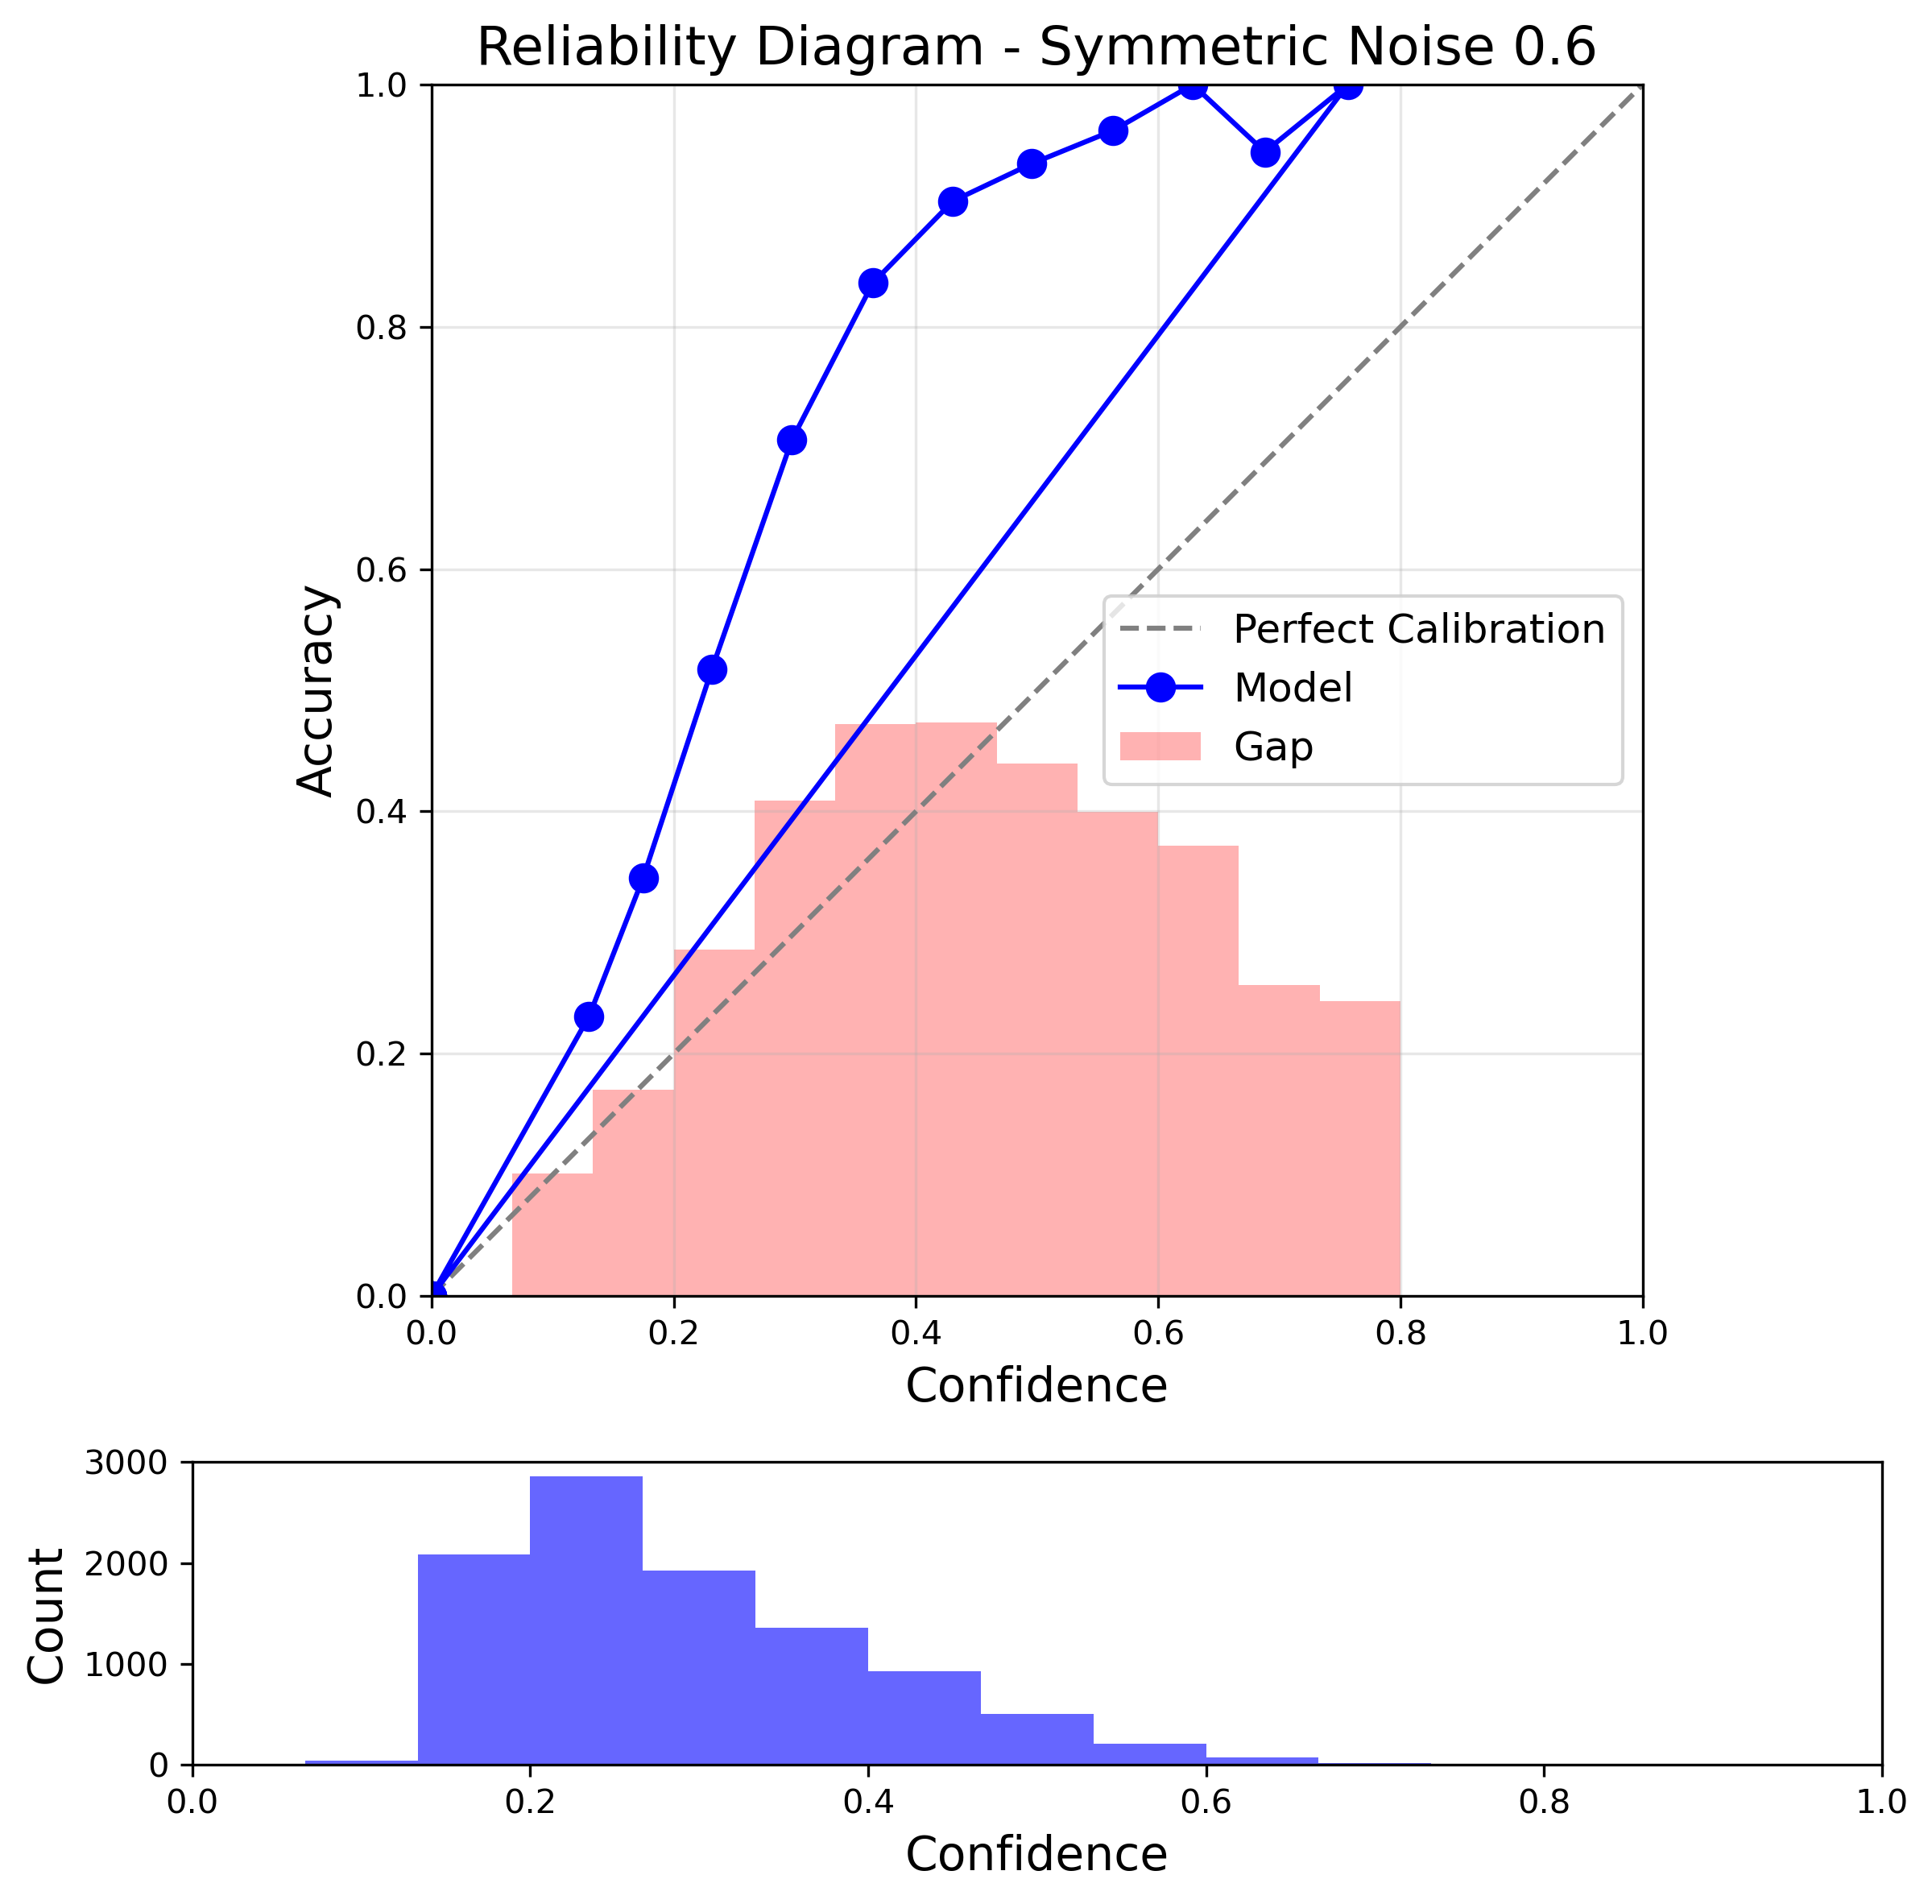 Reliability Diagram - Symmetric Noise 0.6
1.0
0.8
0.6
0.4
0.2
0.0
Accuracy
Perfect Calibration
Model
Gap
0.0 0.2 0.4 0.6 0.8 1.0
Confidence
3000
2000
1000
0
Count
0.0 0.2 0.4 0.6 0.8 1.0
Confidence